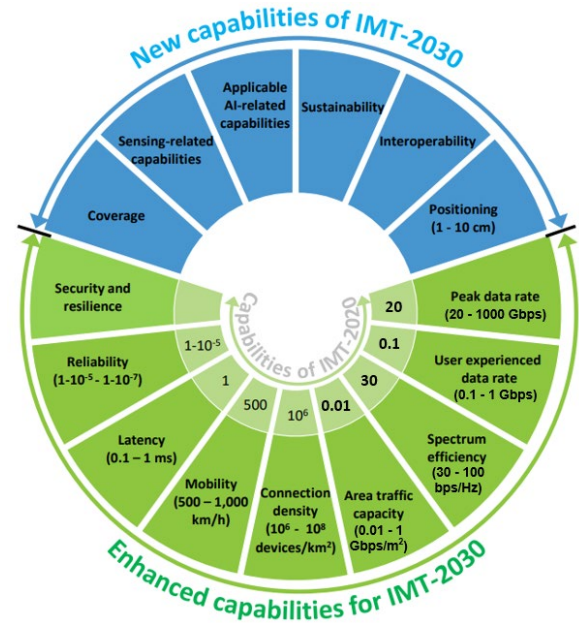 New capabilities of IMT-2030
Coverage
Sensing-related
capabilities
Applicable
AI-related
capabilities
Sustainability
Interoperability
Positioning
(1 - 10 cm)
Security and
resilience
Reliability
(1-10⁻⁵ - 1-10⁻⁷)
Latency
(0.1 – 1 ms)
Mobility
(500 – 1,000
km/h)
Connection
density
(10⁶ - 10⁸
devices/km²)
Area traffic
capacity
(0.01 - 1
Gbps/m²)
Spectrum
efficiency
(30 - 100
bps/Hz)
User experienced
data rate
(0.1 - 1 Gbps)
Peak data rate
(20 - 1000 Gbps)
Capabilities of IMT-2020
1-10⁻⁵
1
500
10⁶
0.01
30
0.1
20
Enhanced capabilities for IMT-2030